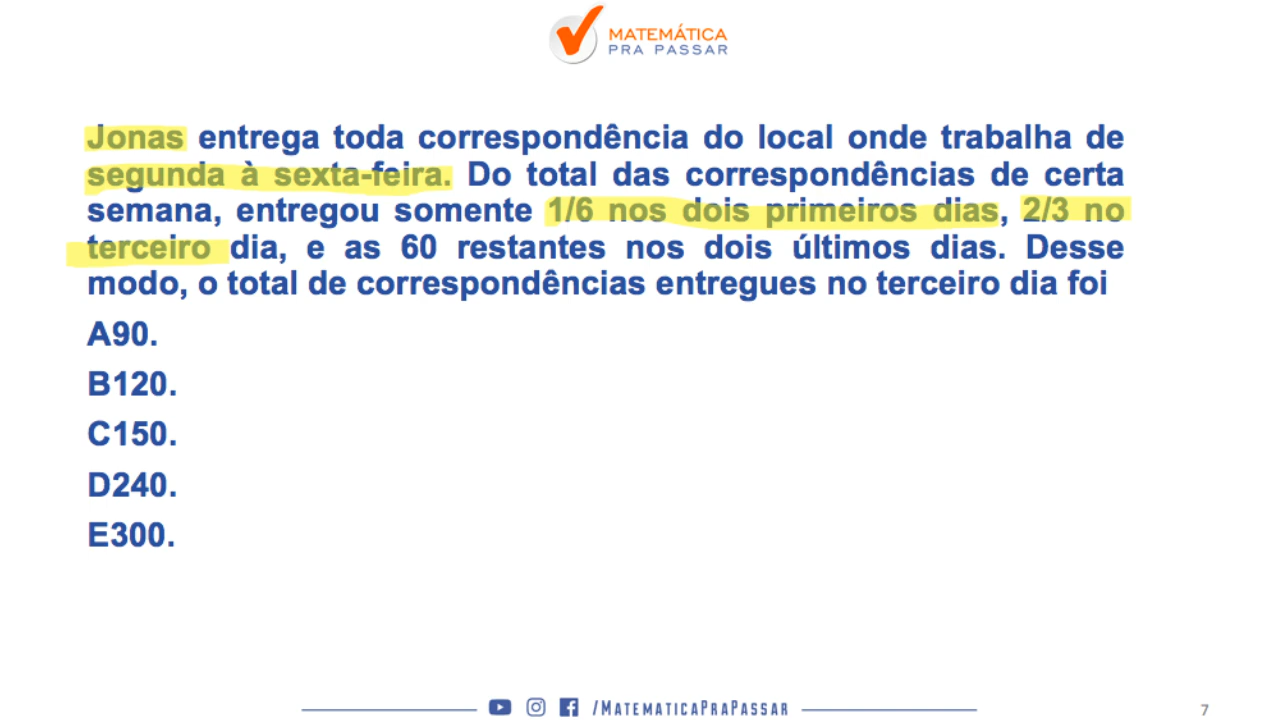 MATEMÁTICA
PRA PASSAR
Jonas entrega toda correspondência do local onde trabalha de
segunda à sexta-feira. Do total das correspondências de certa
semana, entregou somente 1/6 nos dois primeiros dias, 2/3 no
terceiro dia, e as 60 restantes nos dois últimos dias. Desse
modo, o total de correspondências entregues no terceiro dia foi
A90.
B120.
C150.
D240.
E300.
/MATEMATICAPRAPASSAR
7